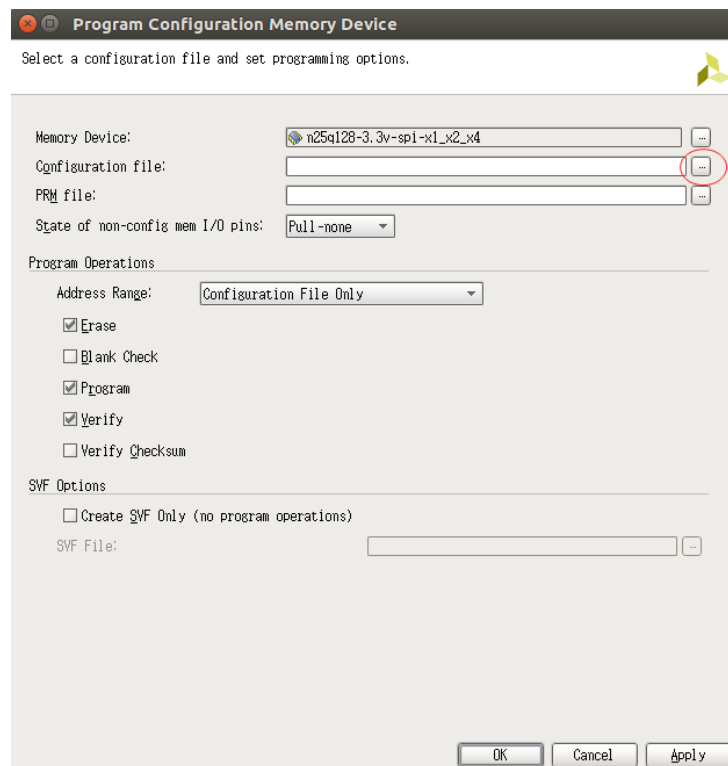 Program Configuration Memory Device
Select a configuration file and set programming options.
Memory Device: n25q128-3.3v-spi-x1_x2_x4 ...
Configuration file: ...
PRM file: ...
State of non-config mem I/O pins: Pull-none
Program Operations
Address Range: Configuration File Only
Erase
Blank Check
Program
Verify
Verify Checksum
SVF Options
Create SVF Only (no program operations)
SVF File: ...
OK Cancel Apply